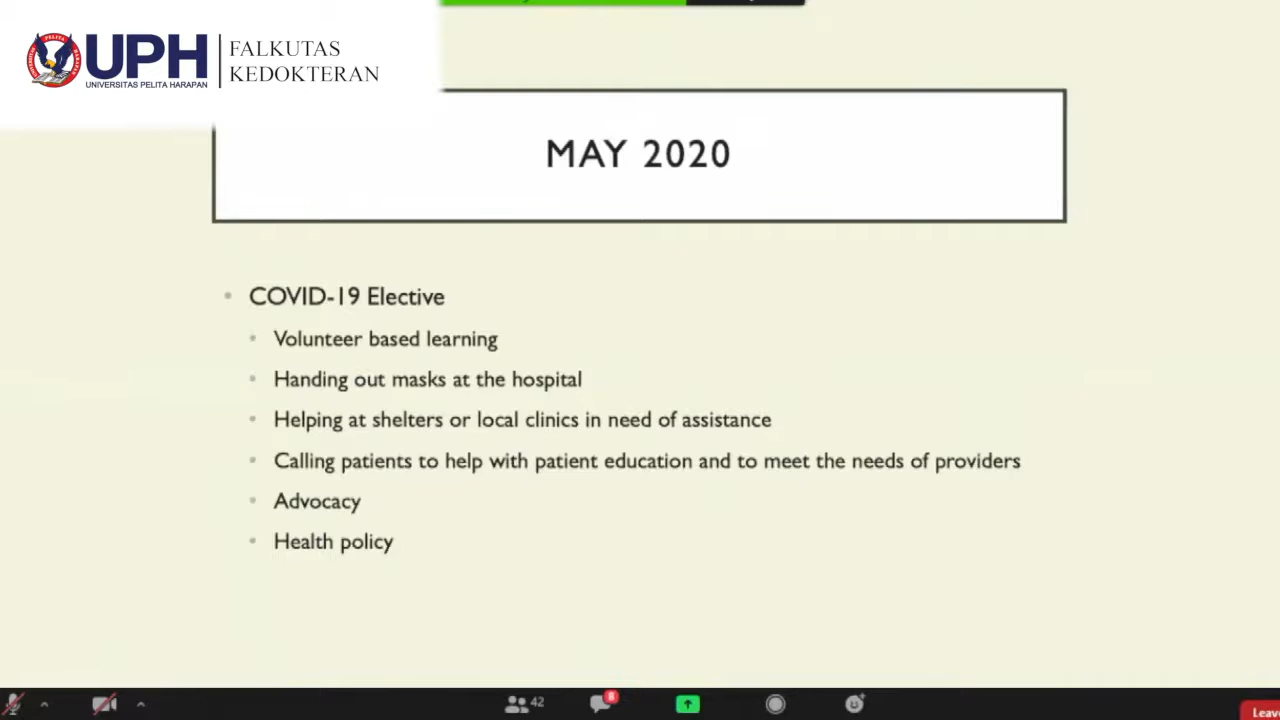 UPH
UNIVERSITAS PELITA HARAPAN
FALKUTAS
KEDOKTERAN
MAY 2020
• COVID-19 Elective
• Volunteer based learning
• Handing out masks at the hospital
• Helping at shelters or local clinics in need of assistance
• Calling patients to help with patient education and to meet the needs of providers
• Advocacy
• Health policy
42
8